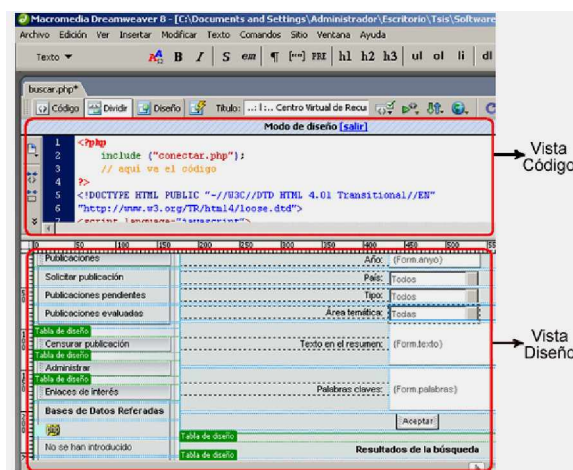 Macromedia Dreamweaver 8 - [C:\Documents and Settings\Administrador\Escritorio\Tsis\Software
Archivo Edición Ver Insertar Modificar Texto Comandos Sitio Ventana Ayuda
Texto B I S em ¶ [""] PRE h1 h2 h3 ul ol li dl
buscar.php*
Código Dividir Diseño Título: ..: I :.. Centro Virtual de Recu
Modo de diseño [salir]
1 <?php
2 include ("conectar.php");
3 // aqui va el código
4 ?>
5 <!DOCTYPE HTML PUBLIC "-//W3C//DTD HTML 4.01 Transitional//EN"
6 "http://www.w3.org/TR/html4/loose.dtd">
7 <script language="javascript">
Vista
Código
0 50 100 150 200 250 300 350 400 450 500 55
Publicaciones Año: {Form.anyo}
Solicitar publicación País: Todos
Publicaciones pendientes Tipo: Todos
Publicaciones evaluadas Área temática: Todas
Tabla de diseño
Censurar publicación Texto en el resumen: {Form.texto}
Tabla de diseño
Administrar
Tabla de diseño
Enlaces de interés Palabras claves: {Form.palabras}
Bases de Datos Referadas
Aceptar
Tabla de diseño
No se han introducido Resultados de la búsqueda
Tabla de diseño
Vista
Diseño